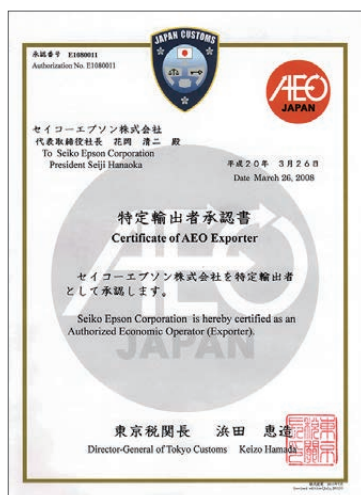 承認番号 E1080011
Authorization No. E1080011
JAPAN CUSTOMS
AEO
JAPAN
セイコーエプソン株式会社
代表取締役社長 花岡 清二 殿
To Seiko Epson Corporation
President Seiji Hanaoka
平成20年 3月26日
Date March 26, 2008
特定輸出者承認書
Certificate of AEO Exporter
セイコーエプソン株式会社を特定輸出者
として承認します。
Seiko Epson Corporation is hereby certified as an
Authorized Economic Operator (Exporter).
AEO
JAPAN
東京税関長 浜田 恵造
Director-General of Tokyo Customs Keizo Hamada